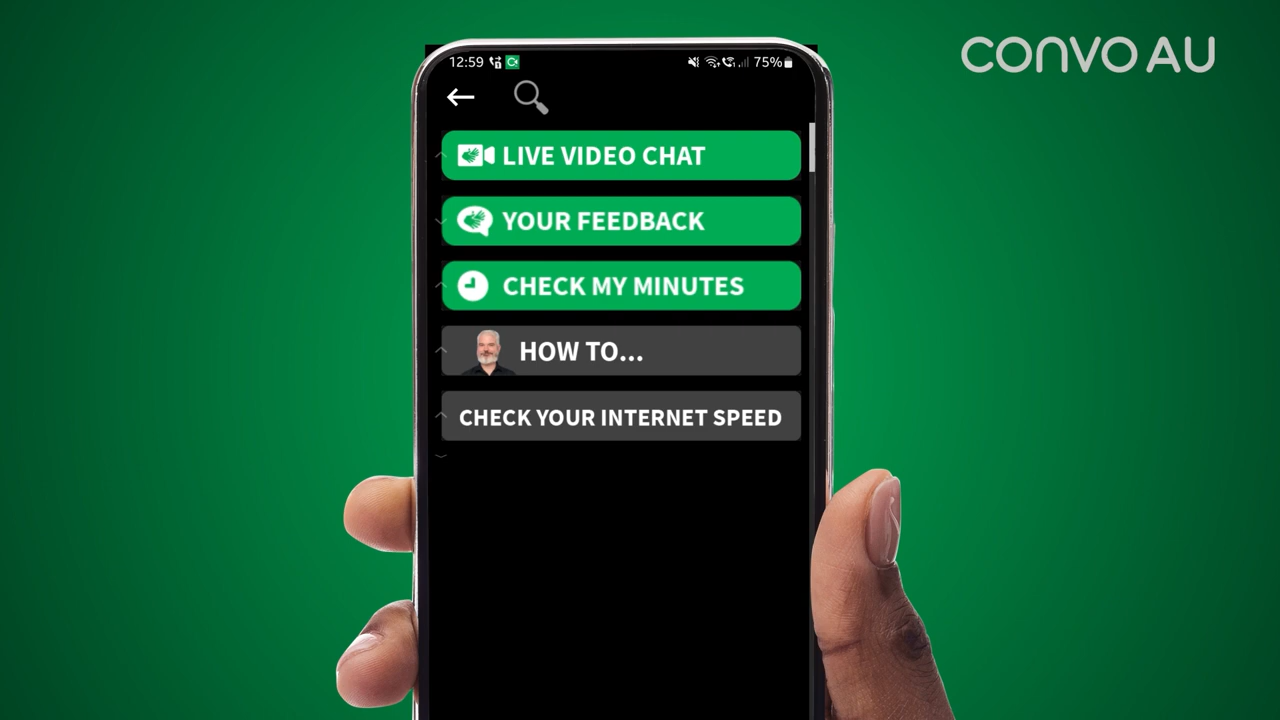 CONVO AU
12:59
75%
LIVE VIDEO CHAT
YOUR FEEDBACK
CHECK MY MINUTES
HOW TO...
CHECK YOUR INTERNET SPEED